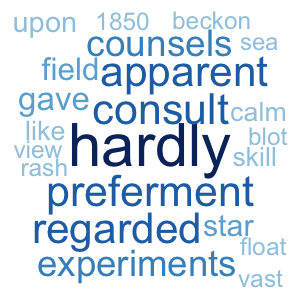 upon 1850 beckon
counsels sea
field apparent
gave consult calm
like hardly blot
view skill
rash
preferment
regarded star
experiments float
vast